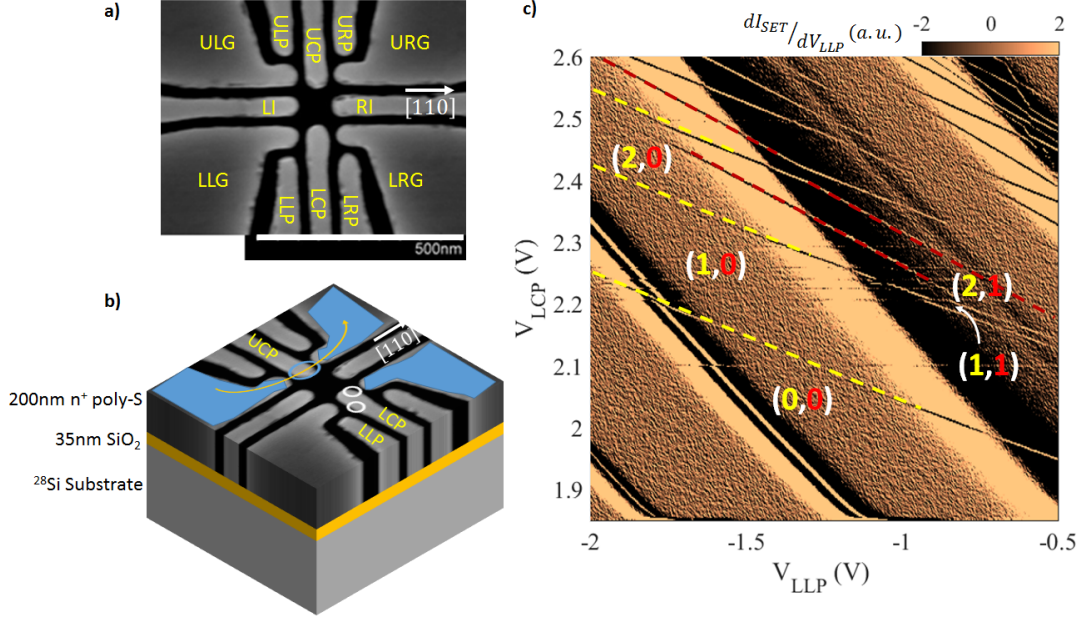 a)
ULG
ULP
UCP
URP
URG
LI
RI
[110]
LLG
LLP
LCP
LRP
LRG
500nm
b)
UCP
[110]
LCP
LLP
200nm n⁺ poly-S
35nm SiO₂
²⁸Si Substrate
c)
dI_SET/dV_LLP (a.u.)
-2 0 2
2.6
2.5
2.4
2.3
2.2
2.1
2
1.9
V_LCP (V)
(2,0)
(1,0)
(0,0)
(2,1)
(1,1)
-2 -1.5 -1 -0.5
V_LLP (V)